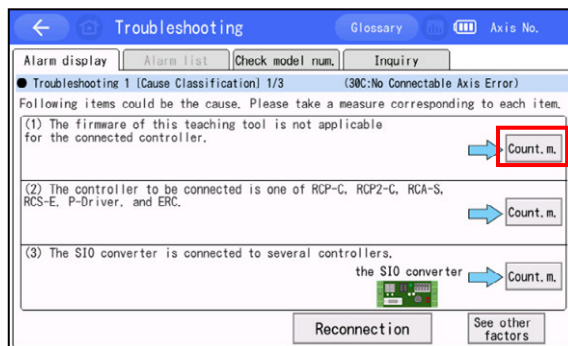 Troubleshooting Glossary Axis No.
Alarm display Alarm list Check model num. Inquiry
● Troubleshooting 1 [Cause Classification] 1/3 (30C:No Connectable Axis Error)
Following items could be the cause. Please take a measure corresponding to each item.
(1) The firmware of this teaching tool is not applicable
for the connected controller.
Count.m.
(2) The controller to be connected is one of RCP-C, RCP2-C, RCA-S,
RCS-E, P-Driver, and ERC.
Count.m.
(3) The SIO converter is connected to several controllers.
the SIO converter
Count.m.
Reconnection
See other
factors